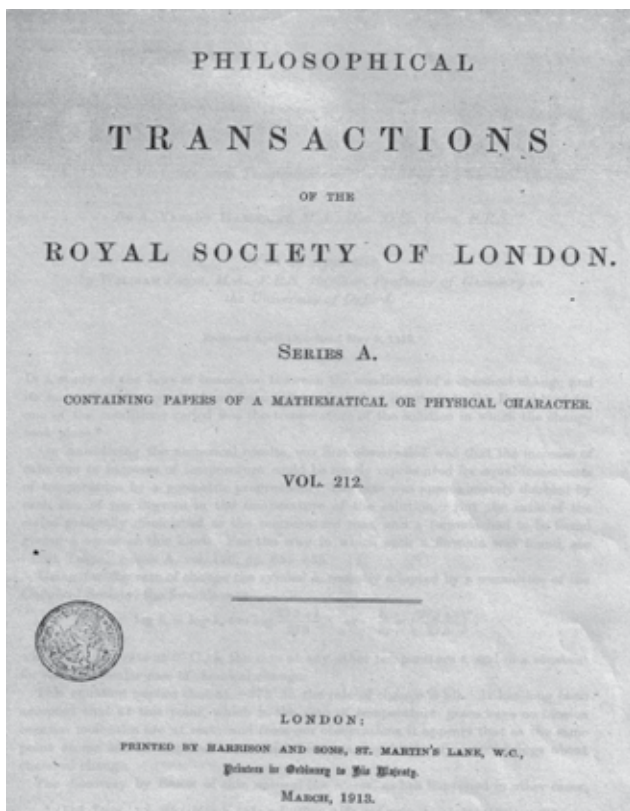 PHILOSOPHICAL
TRANSACTIONS
OF THE
ROYAL SOCIETY OF LONDON.
SERIES A.
CONTAINING PAPERS OF A MATHEMATICAL OR PHYSICAL CHARACTER.
VOL. 212.
LONDON:
PRINTED BY HARRISON AND SONS, ST. MARTIN'S LANE, W.C.,
Printers in Ordinary to His Majesty.
MARCH, 1913.